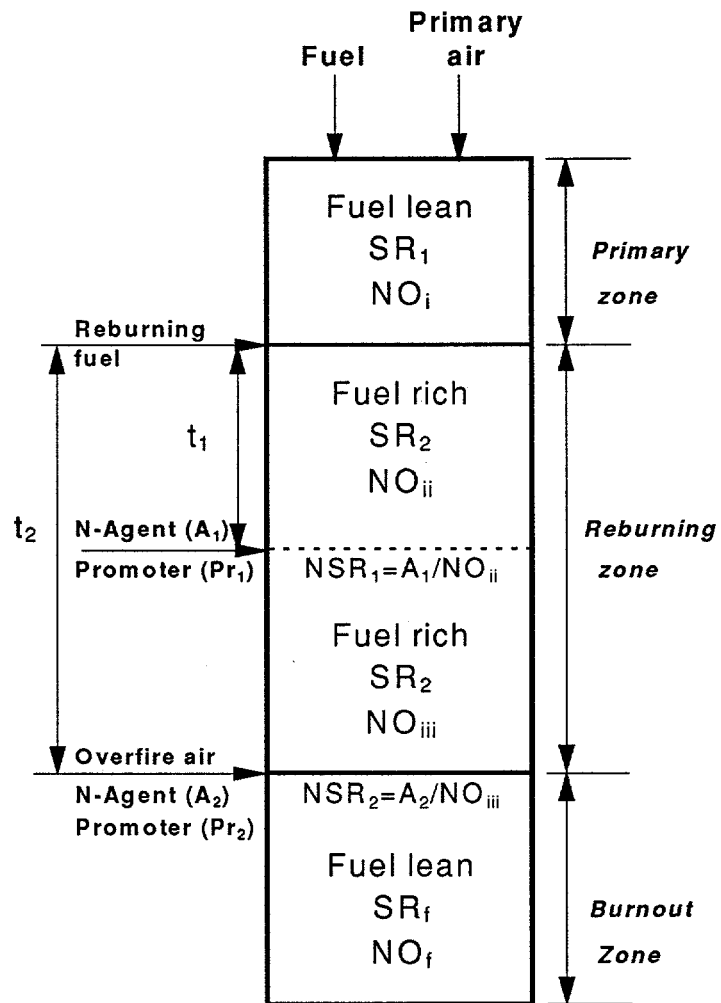 Primary
Fuel air
Fuel lean
SR₁
NOᵢ
Primary
zone
Reburning
fuel
t₁
t₂
Fuel rich
SR₂
NOᵢᵢ
N-Agent (A₁)
Promoter (Pr₁)
NSR₁=A₁/NOᵢᵢ
Reburning
zone
Fuel rich
SR₂
NOᵢᵢᵢ
Overfire air
N-Agent (A₂)
Promoter (Pr₂)
NSR₂=A₂/NOᵢᵢᵢ
Fuel lean
SR_f
NO_f
Burnout
Zone